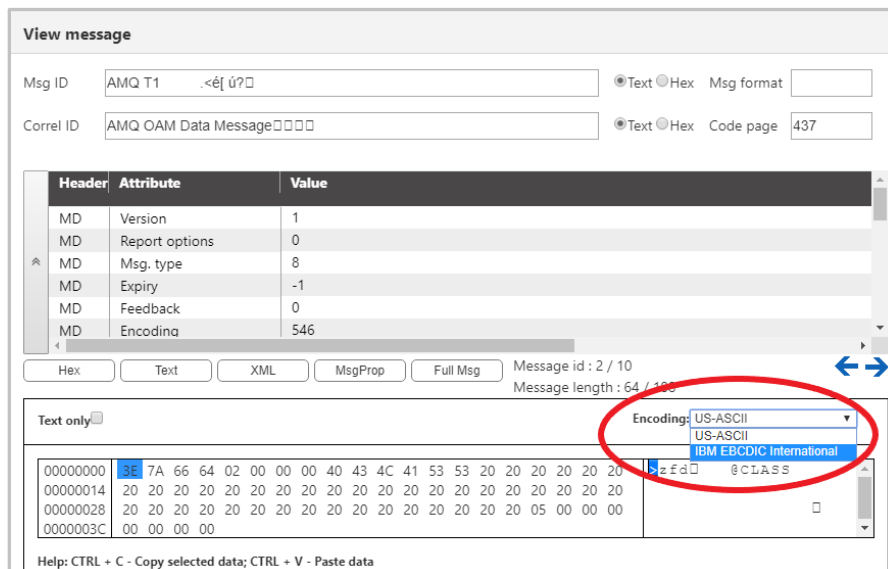 View message
Msg ID AMQ T1 .<é[ ú?□ Text Hex Msg format
Correl ID AMQ OAM Data Message□□□□ Text Hex Code page 437
Header Attribute Value
MD Version 1
MD Report options 0
MD Msg. type 8
MD Expiry -1
MD Feedback 0
MD Encoding 546
Hex Text XML MsgProp Full Msg Message id : 2 / 10
Message length : 64 /
Text only Encoding: US-ASCII
US-ASCII
IBM EBCDIC International
00000000 3E 7A 66 64 02 00 00 00 40 43 4C 41 53 53 20 20 20 20 20 20 >zfd□ @CLASS
00000014 20 20 20 20 20 20 20 20 20 20 20 20 20 20 20 20 20 20 20 20
00000028 20 20 20 20 20 20 20 20 20 20 20 20 20 20 20 20 05 00 00 00 □
0000003C 00 00 00 00
Help: CTRL + C - Copy selected data; CTRL + V - Paste data